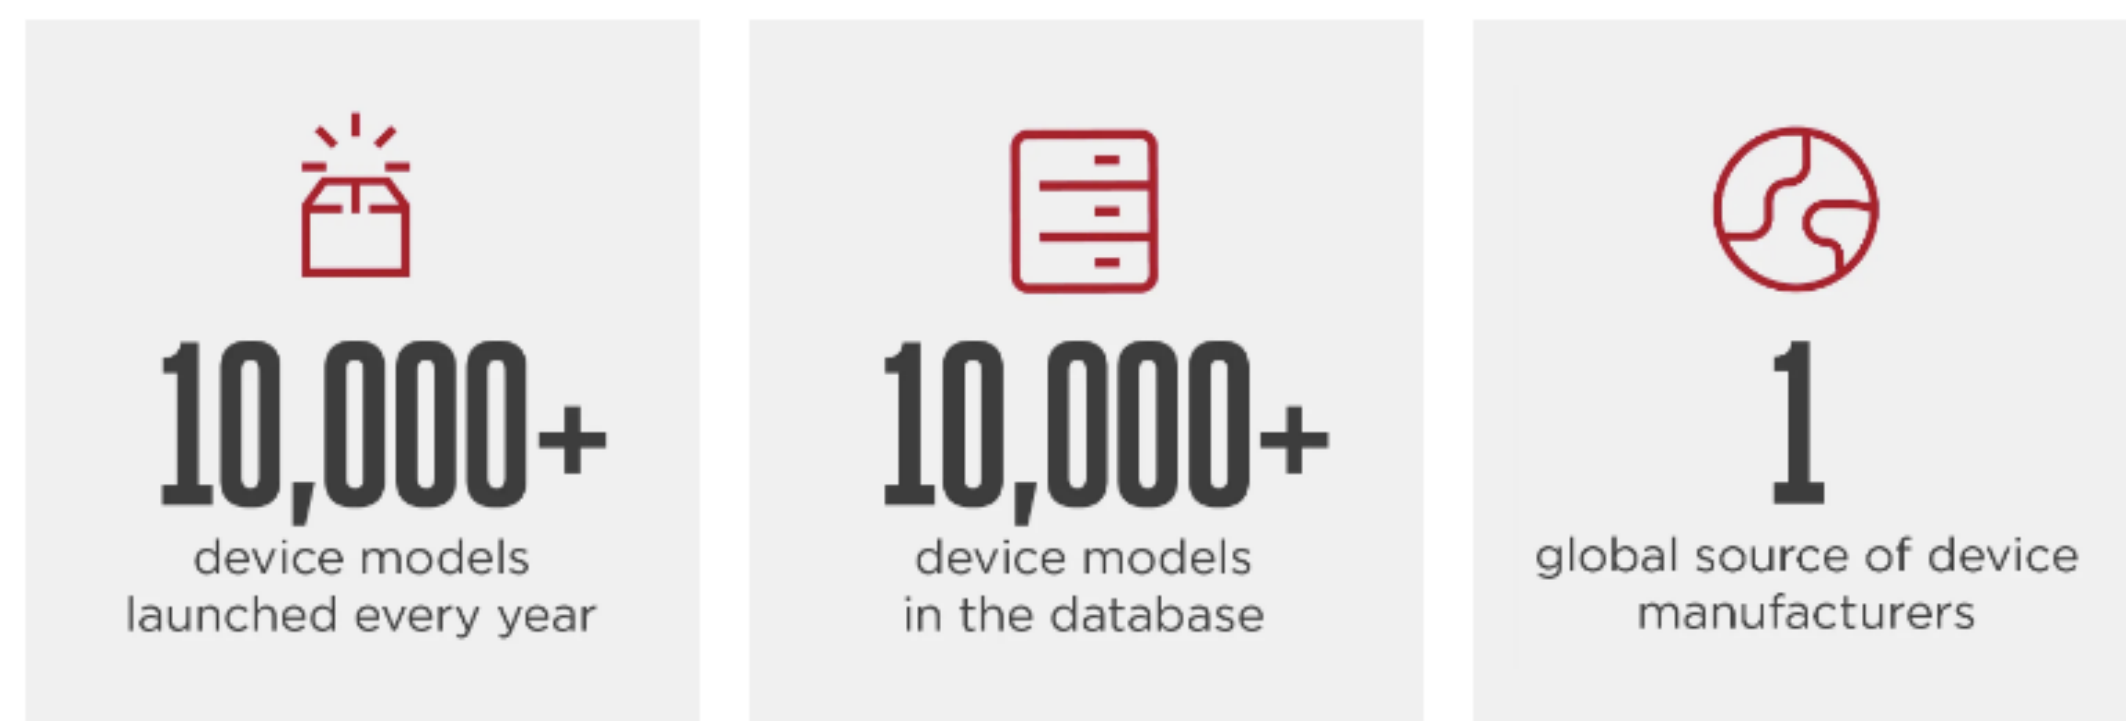 10,000+
device models
launched every year
10,000+
device models
in the database
1
global source of device
manufacturers